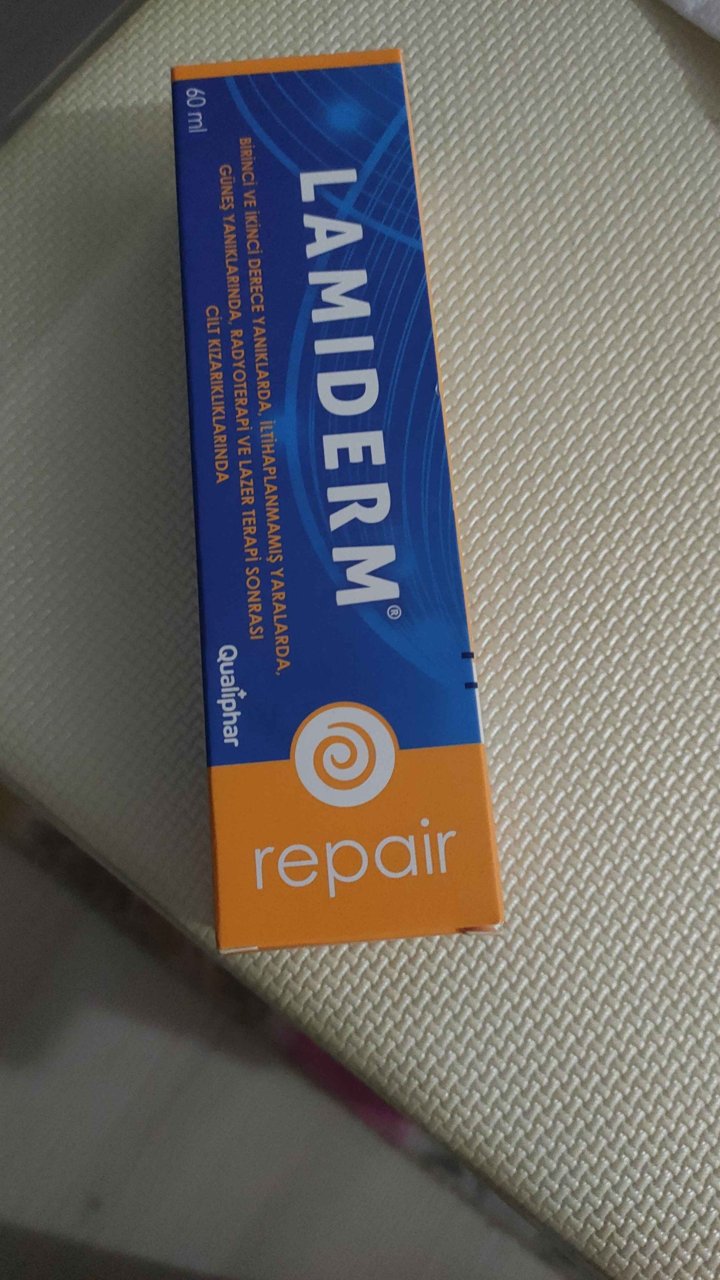 LAMIDERM®
BİRİNCİ VE İKİNCİ DERECE YANIKLARDA, İLTİHAPLANMAMIŞ YARALARDA,
GÜNEŞ YANIKLARINDA, RADYOTERAPİ VE LAZER TERAPİ SONRASI
CİLT KIZARIKLIKLARINDA
60 ml
Qualiphar
repair